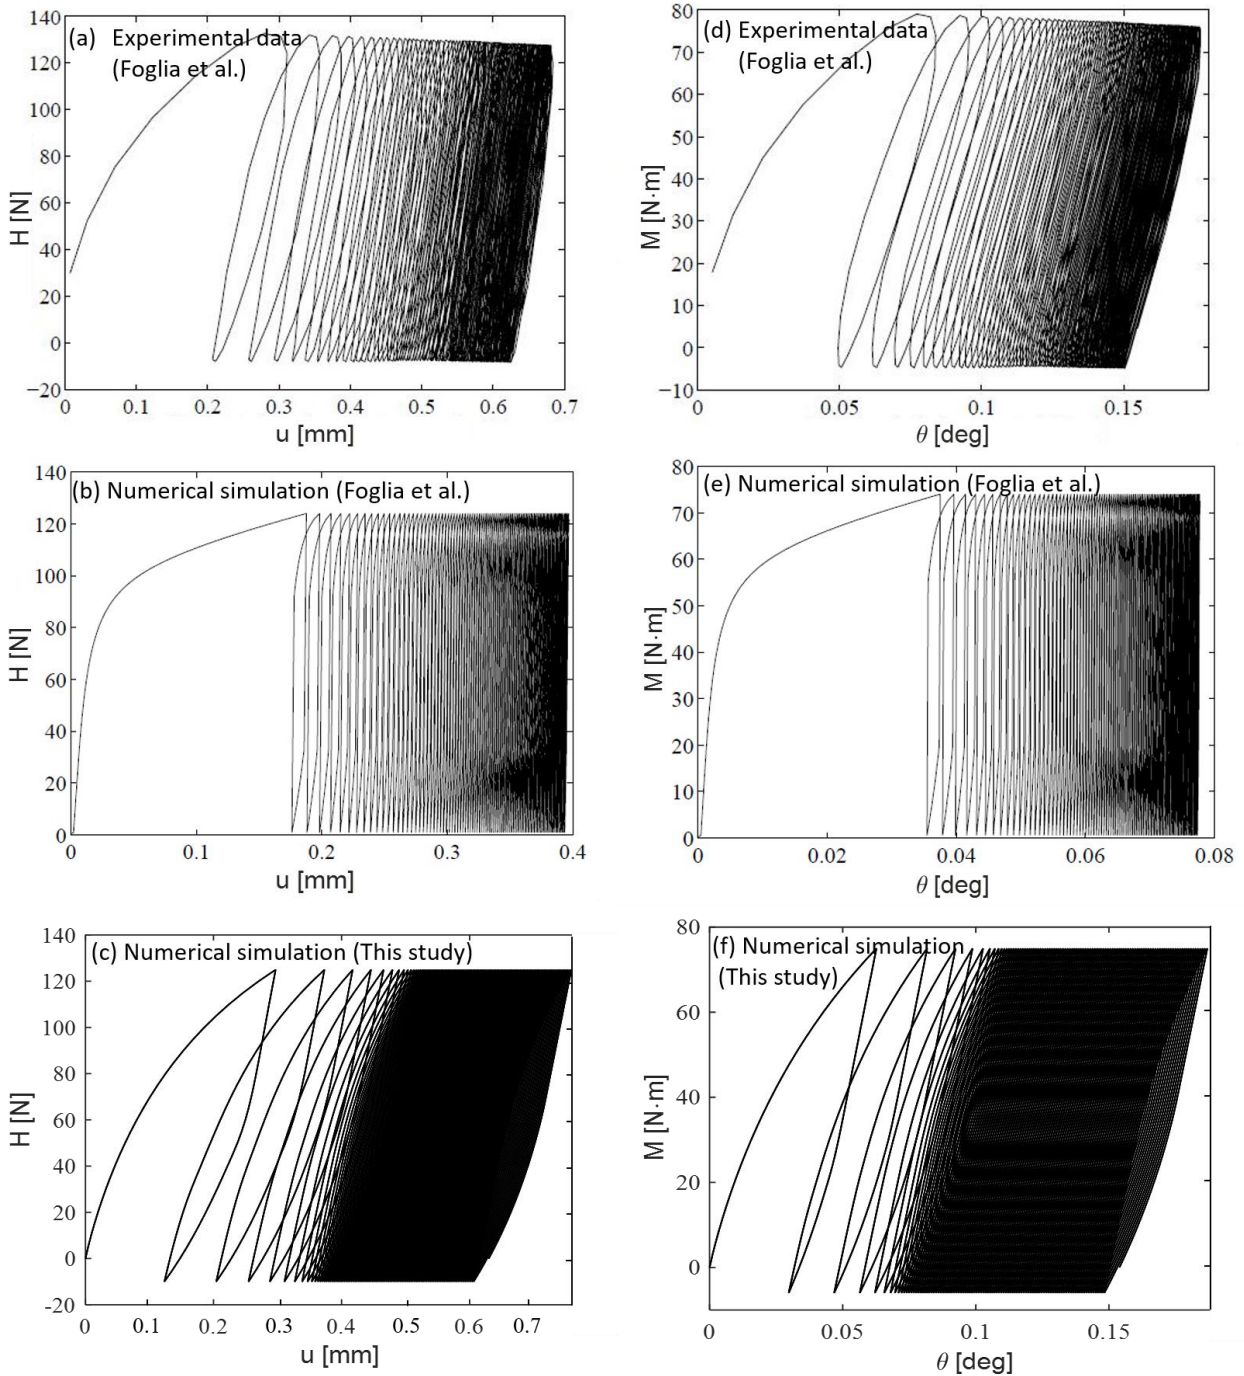 (a) Experimental data
(Foglia et al.)
140
120
100
80
60
40
20
0
−20
H [N]
0 0.1 0.2 0.3 0.4 0.5 0.6 0.7
u [mm]
(d) Experimental data
(Foglia et al.)
80
70
60
50
40
30
20
10
0
−10
M [N·m]
0 0.05 0.1 0.15
θ [deg]
(b) Numerical simulation (Foglia et al.)
140
120
100
80
60
40
20
0
H [N]
0 0.1 0.2 0.3 0.4
u [mm]
(e) Numerical simulation (Foglia et al.)
80
70
60
50
40
30
20
10
0
M [N·m]
0 0.02 0.04 0.06 0.08
θ [deg]
(c) Numerical simulation (This study)
140
120
100
80
60
40
20
0
-20
H [N]
0 0.1 0.2 0.3 0.4 0.5 0.6 0.7
u [mm]
(f) Numerical simulation
(This study)
80
60
40
20
0
M [N·m]
0 0.05 0.1 0.15
θ [deg]